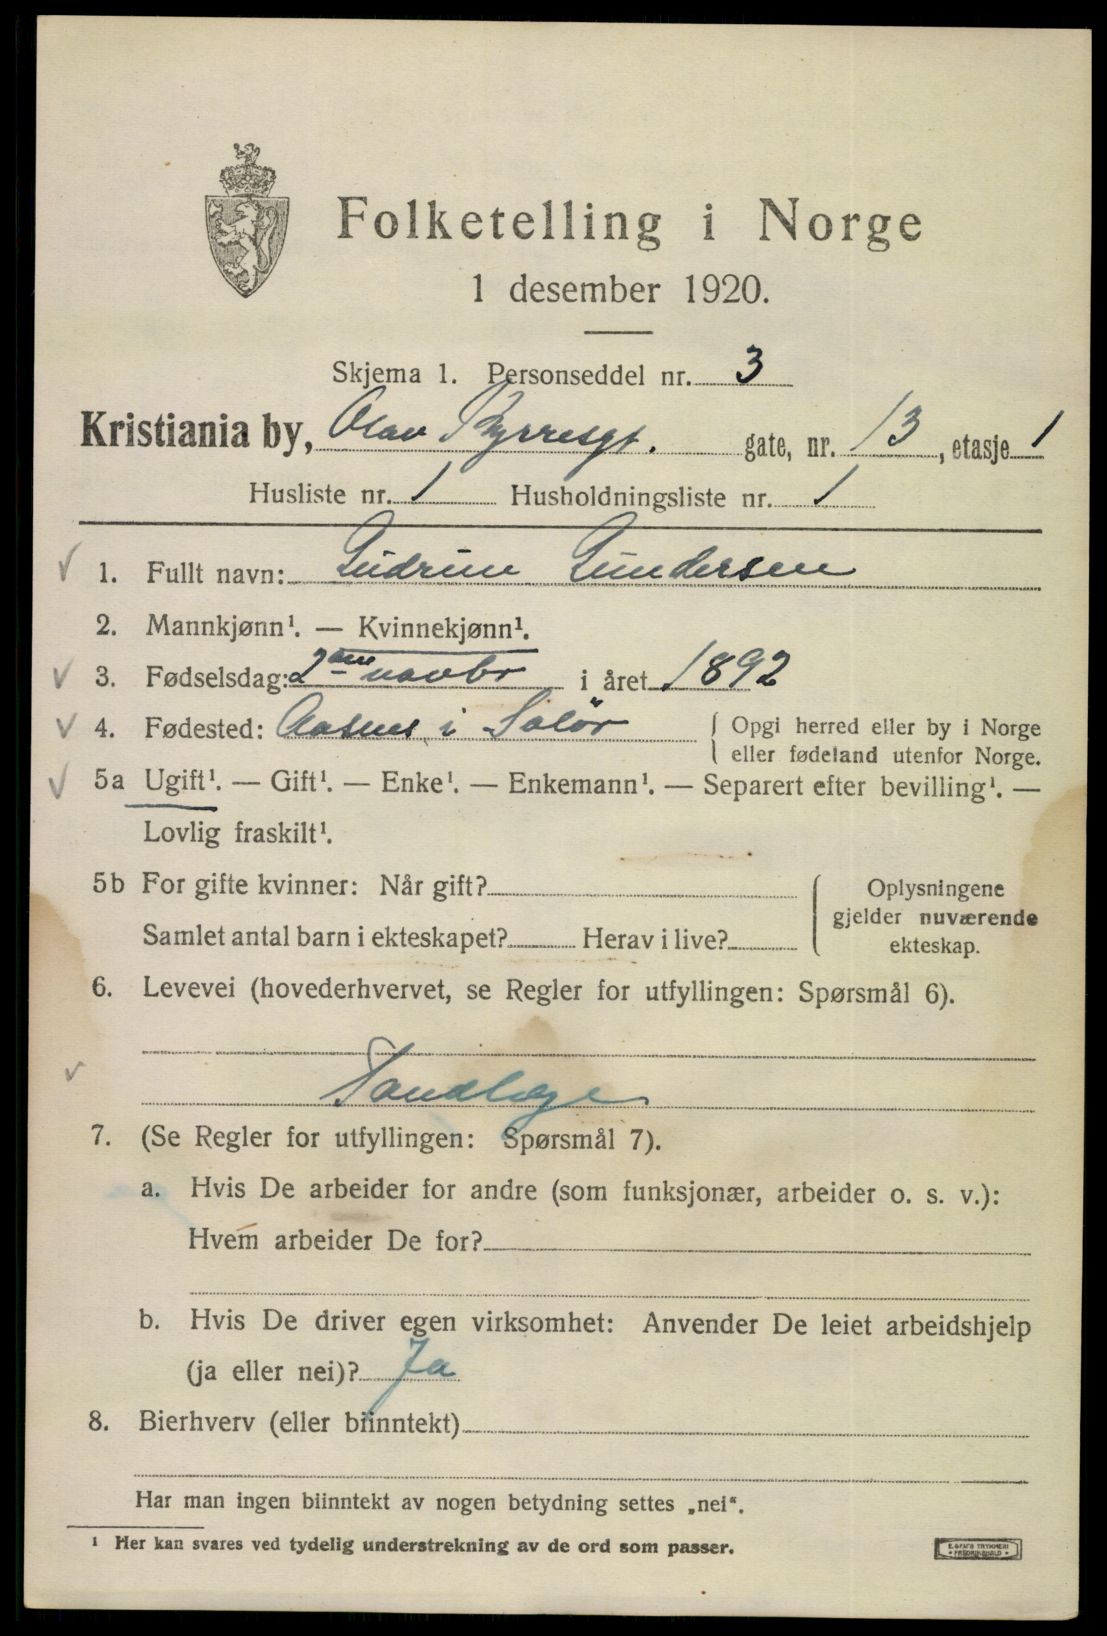 Folketelling i Norge
1 desember 1920.
Skjema 1. Personseddel nr. 3
Kristiania by, Olav Kyrresgt. gate, nr. 13, etasje 1
Husliste nr. 1 Husholdningsliste nr. 1
1. Fullt navn: Gudrun Gundersen
2. Mannkjønn¹. — Kvinnekjønn¹.
3. Fødselsdag: 2den novbr i året 1892
4. Fødested: Aasnes i Solør { Opgi herred eller by i Norge
eller fødeland utenfor Norge.
5a Ugift¹. — Gift¹. — Enke¹. — Enkemann¹. — Separert efter bevilling¹. —
Lovlig fraskilt¹.
5b For gifte kvinner: Når gift?
Samlet antal barn i ekteskapet? Herav i live?
{ Oplysningene
gjelder nuværende
ekteskap.
6. Levevei (hovederhvervet, se Regler for utfyllingen: Spørsmål 6).
Tandlæge
7. (Se Regler for utfyllingen: Spørsmål 7).
a. Hvis De arbeider for andre (som funksjonær, arbeider o. s. v.):
Hvem arbeider De for?
b. Hvis De driver egen virksomhet: Anvender De leiet arbeidshjelp
(ja eller nei)? Ja
8. Bierhverv (eller biinntekt)
Har man ingen biinntekt av nogen betydning settes „nei“.
¹ Her kan svares ved tydelig understrekning av de ord som passer.
E. GRAFS TRYKKERI
• FREDRIKSHALD •